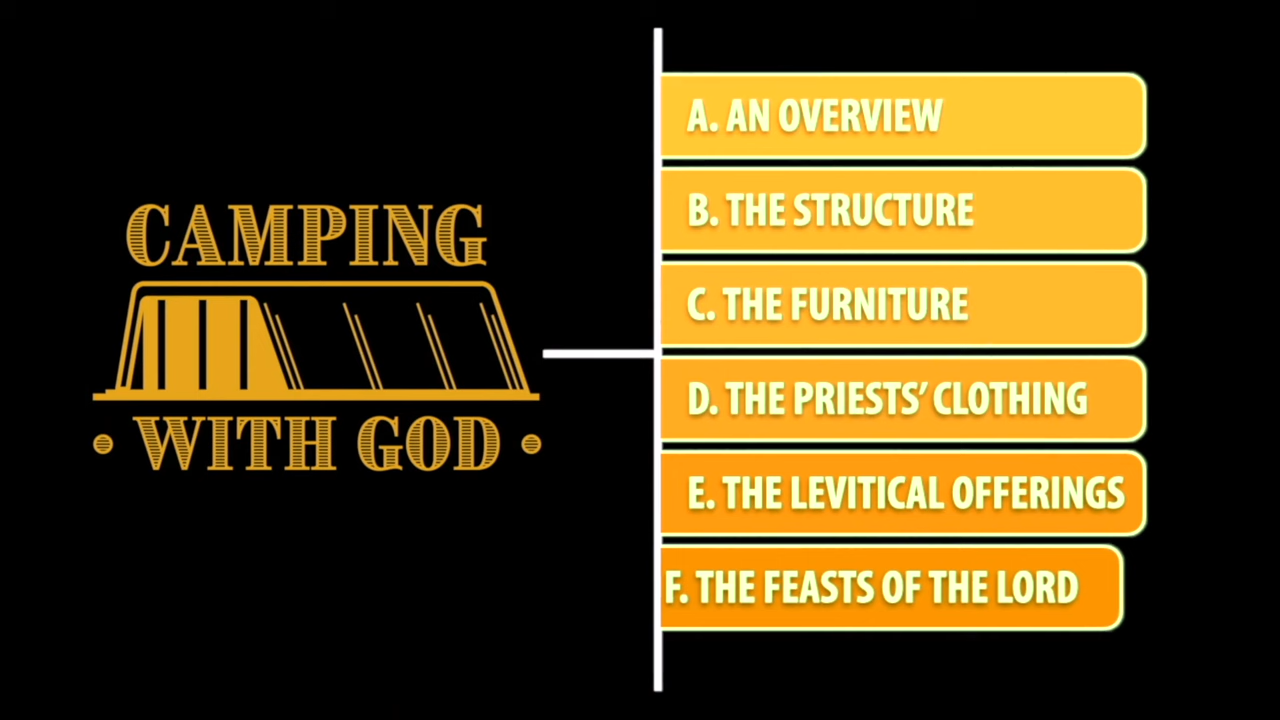 CAMPING
• WITH GOD •
A. AN OVERVIEW
B. THE STRUCTURE
C. THE FURNITURE
D. THE PRIESTS’ CLOTHING
E. THE LEVITICAL OFFERINGS
F. THE FEASTS OF THE LORD